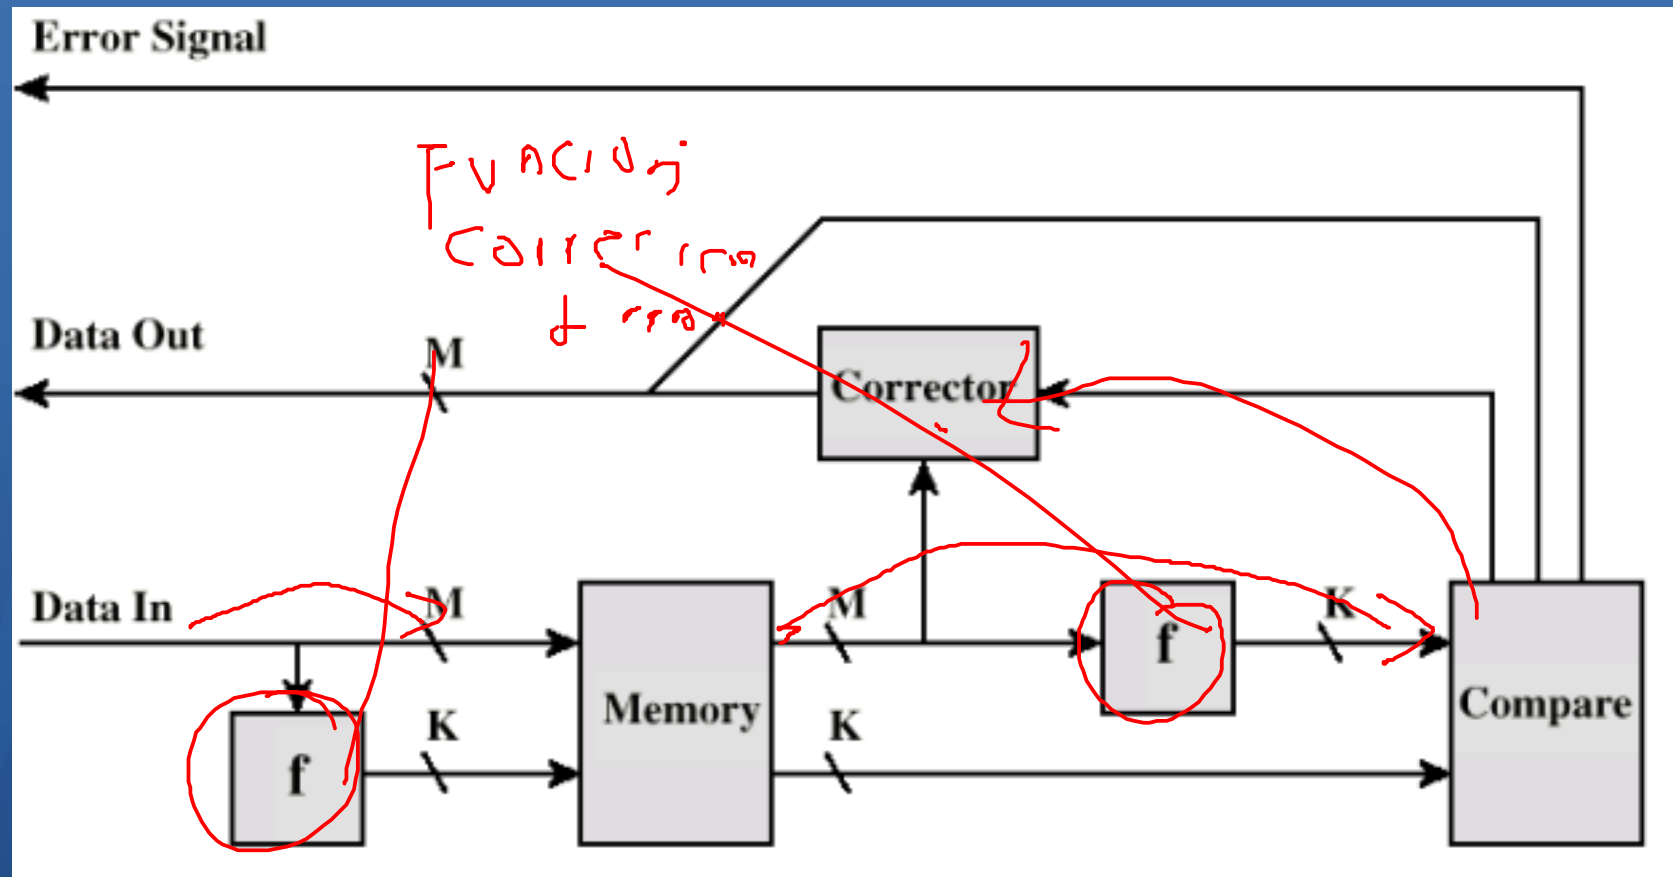 Error Signal
Data Out
M
Corrector
Data In
M
M
f
K
Memory
Compare
f
K
K